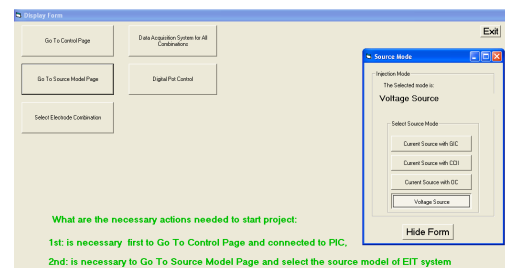 Display Form
Exit
Go To Control Page
Data Acquisition System for All
Combinations
Go To Source Model Page
Digital Pot Control
Select Electrode Combination
Source Mode
Injection Mode
The Selected mode is:
Voltage Source
Select Source Mode
Current Source with GIC
Current Source with CCII
Current Source with OC
Voltage Source
Hide Form
What are the necessary actions needed to start project:
1st: is necessary first to Go To Control Page and connected to PIC,
2nd: is necessary to Go To Source Model Page and select the source model of EIT system